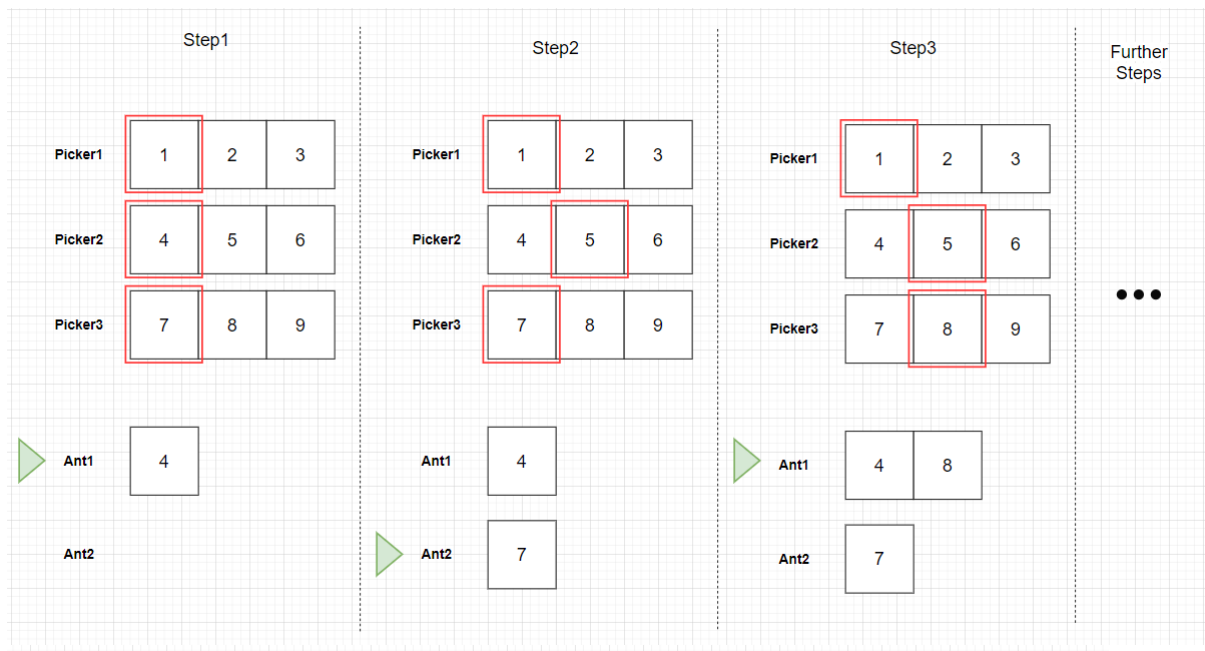 Step1
Step2
Step3
Further
Steps
Picker1 1 2 3
Picker2 4 5 6
Picker3 7 8 9
Ant1 4
Ant2
Picker1 1 2 3
Picker2 4 5 6
Picker3 7 8 9
Ant1 4
Ant2 7
Picker1 1 2 3
Picker2 4 5 6
Picker3 7 8 9
Ant1 4 8
Ant2 7